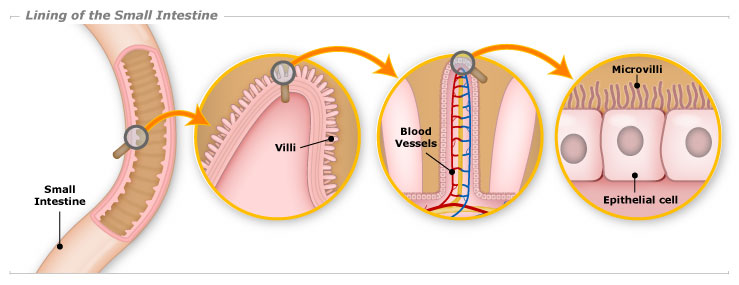 Lining of the Small Intestine
Small
Intestine
Villi
Blood
Vessels
Microvilli
Epithelial cell